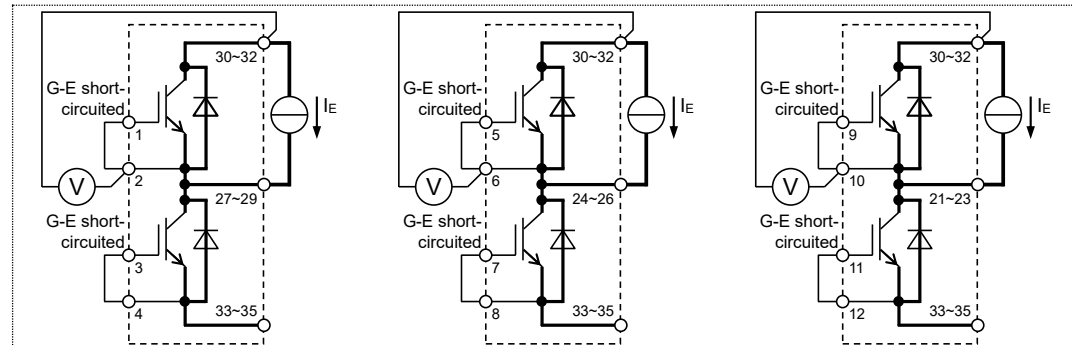 30~32
G-E short-
circuited
1
I_E
2
V
27~29
G-E short-
circuited
3
4
33~35
30~32
G-E short-
circuited
5
I_E
6
V
24~26
G-E short-
circuited
7
8
33~35
30~32
G-E short-
circuited
9
I_E
10
V
21~23
G-E short-
circuited
11
12
33~35